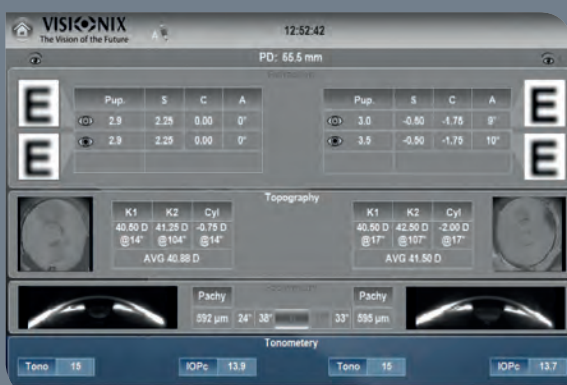 VISIONIX
The Vision of the Future
12:52:42
PD: 65.5 mm
E
Pup. S C A
2.9 2.25 0.00 0°
2.9 2.25 0.00 0°
E
Pup. S C A
3.0 -0.50 -1.75 9°
3.5 -0.50 -1.75 10°
E
E
Topography
K1 K2 Cyl
40.50 D 41.25 D -0.75 D
@14° @104° @14°
AVG 40.88 D
K1 K2 Cyl
40.50 D 42.50 D -2.00 D
@17° @107° @17°
AVG 41.50 D
Pachy
592 µm 24° 38°
Pachy
33° 595 µm
Tonometery
Tono 15 IOPc 13.9
Tono 15 IOPc 13.7